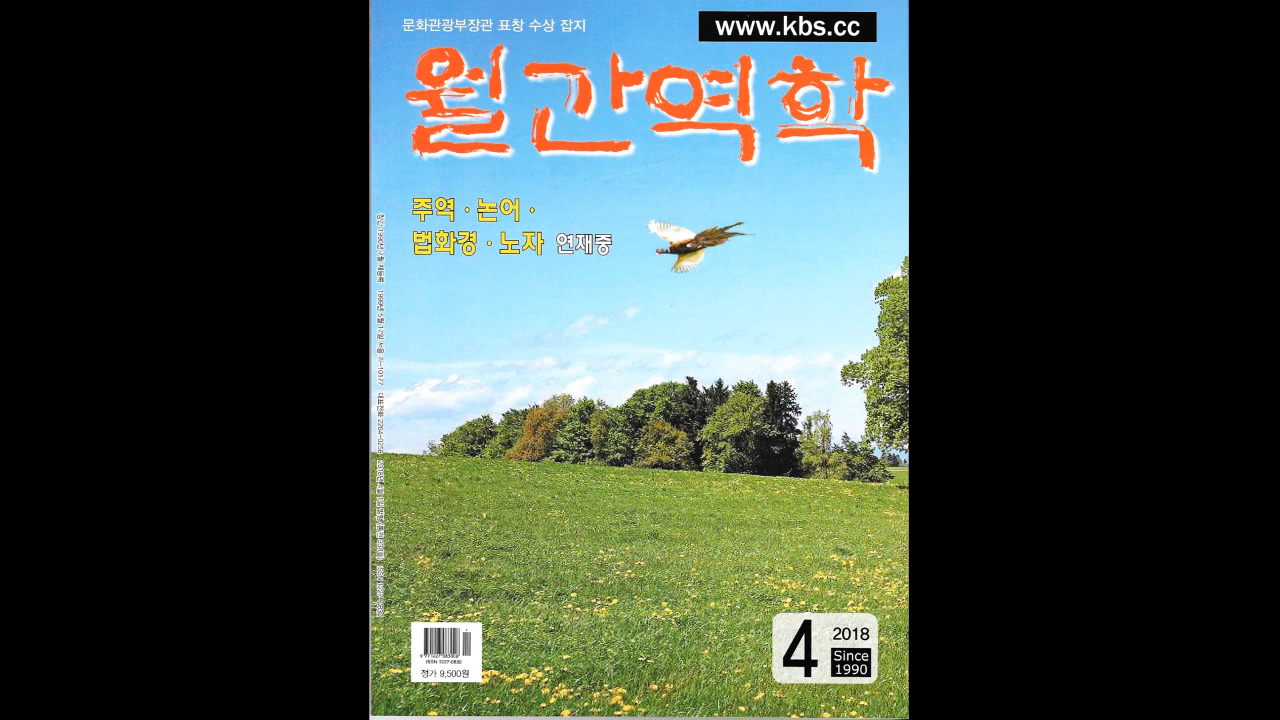 문화관광부장관 표창 수상 잡지
www.kbs.cc
월간역학
주역 · 논어 ·
법화경 · 노자 연재중
ISSN 1227-0830
정가 9,500원
4
2018
Since
1990